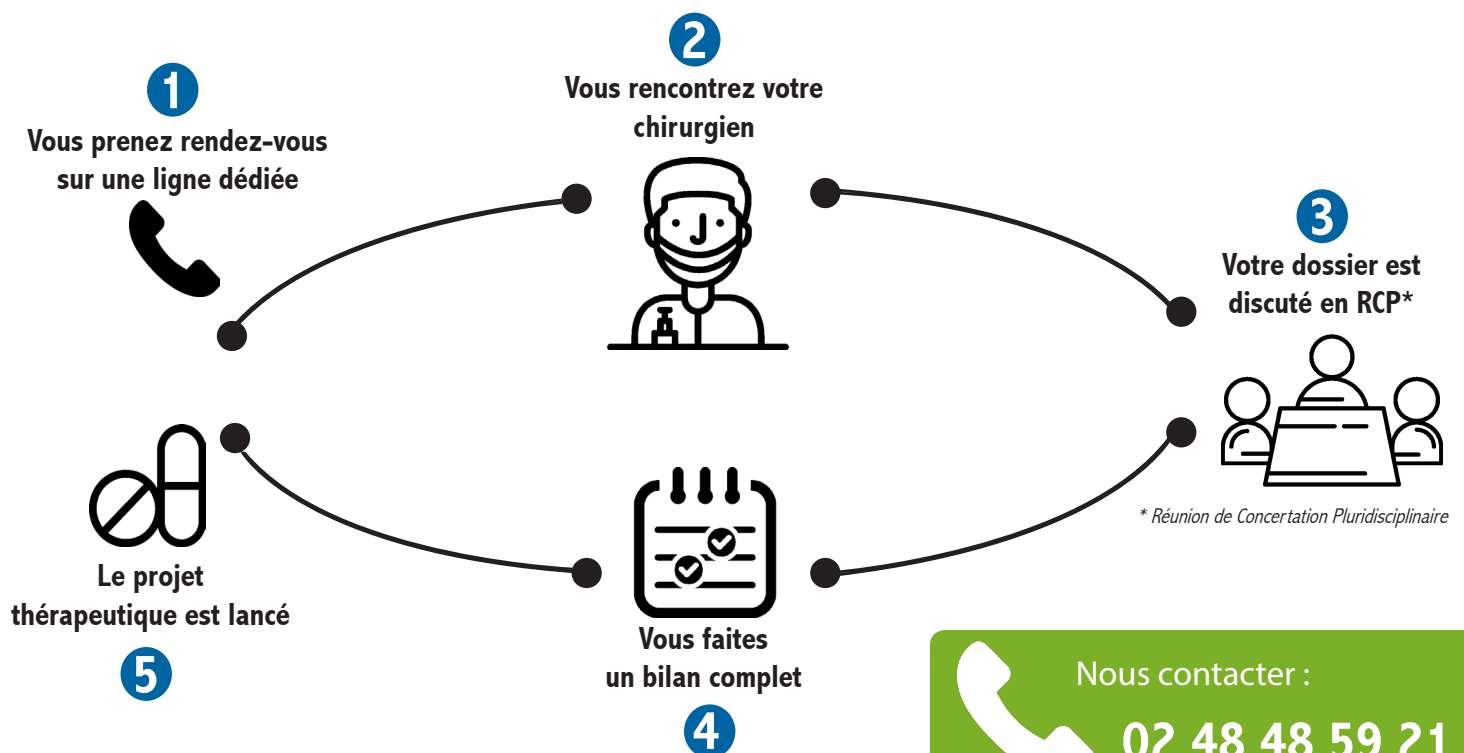 1
Vous prenez rendez-vous
sur une ligne dédiée
2
Vous rencontrez votre
chirurgien
3
Votre dossier est
discuté en RCP*
* Réunion de Concertation Pluridisciplinaire
Vous faites
un bilan complet
4
Le projet
thérapeutique est lancé
5
Nous contacter :
02 48 48 59 21